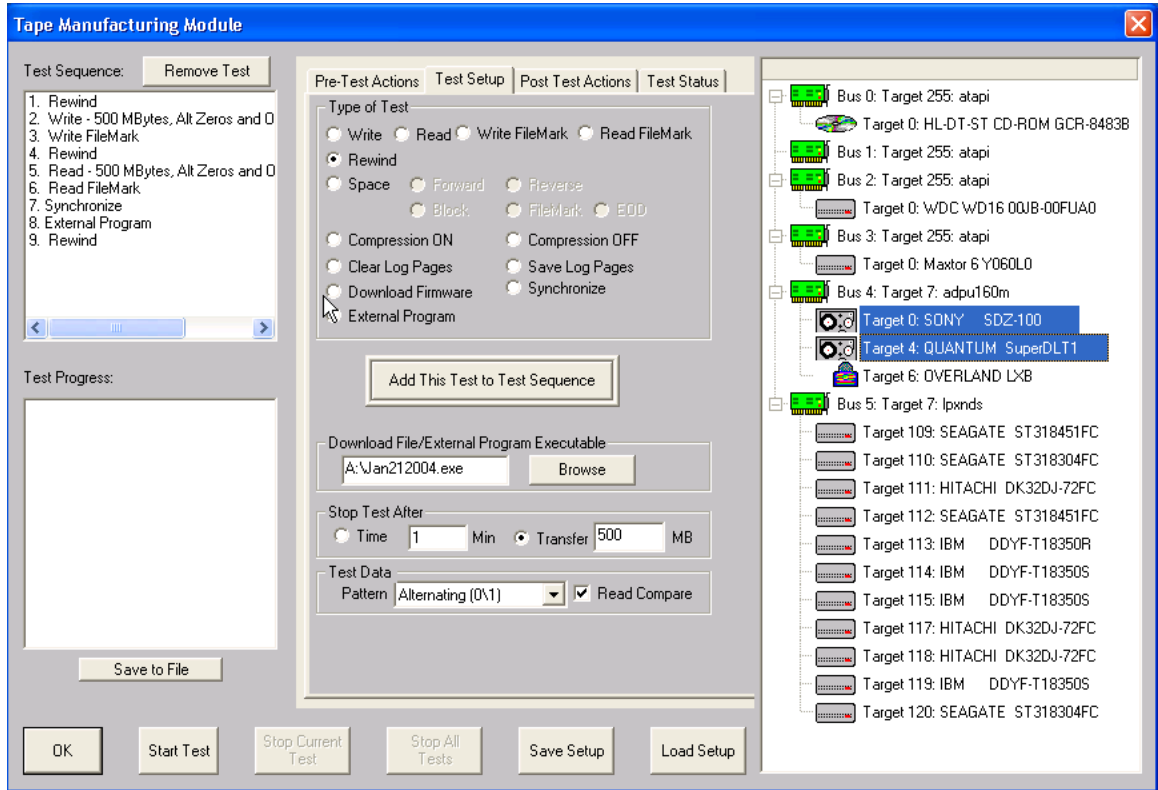 Tape Manufacturing Module
Test Sequence:
Remove Test
1. Rewind
2. Write - 500 MBytes, Alt Zeros and O
3. Write FileMark
4. Rewind
5. Read - 500 MBytes, Alt Zeros and O
6. Read FileMark
7. Synchronize
8. External Program
9. Rewind
Test Progress:
Save to File
Pre-Test Actions
Test Setup
Post Test Actions
Test Status
Type of Test
Write
Read
Write FileMark
Read FileMark
Rewind
Space
Forward
Reverse
Block
FileMark
EOD
Compression ON
Compression OFF
Clear Log Pages
Save Log Pages
Download Firmware
Synchronize
External Program
Add This Test to Test Sequence
Download File/External Program Executable
A:\Jan212004.exe
Browse
Stop Test After
Time
1
Min
Transfer
500
MB
Test Data
Pattern
Alternating (0\1)
Read Compare
Bus 0: Target 255: atapi
Target 0: HL-DT-ST CD-ROM GCR-8483B
Bus 1: Target 255: atapi
Bus 2: Target 255: atapi
Target 0: WDC WD16 00JB-00FUA0
Bus 3: Target 255: atapi
Target 0: Maxtor 6 Y060L0
Bus 4: Target 7: adpu160m
Target 0: SONY SDZ-100
Target 4: QUANTUM SuperDLT1
Target 6: OVERLAND LXB
Bus 5: Target 7: lpxnds
Target 109: SEAGATE ST318451FC
Target 110: SEAGATE ST318304FC
Target 111: HITACHI DK32DJ-72FC
Target 112: SEAGATE ST318451FC
Target 113: IBM DDYF-T18350R
Target 114: IBM DDYF-T18350S
Target 115: IBM DDYF-T18350S
Target 117: HITACHI DK32DJ-72FC
Target 118: HITACHI DK32DJ-72FC
Target 119: IBM DDYF-T18350S
Target 120: SEAGATE ST318304FC
OK
Start Test
Stop Current
Test
Stop All
Tests
Save Setup
Load Setup